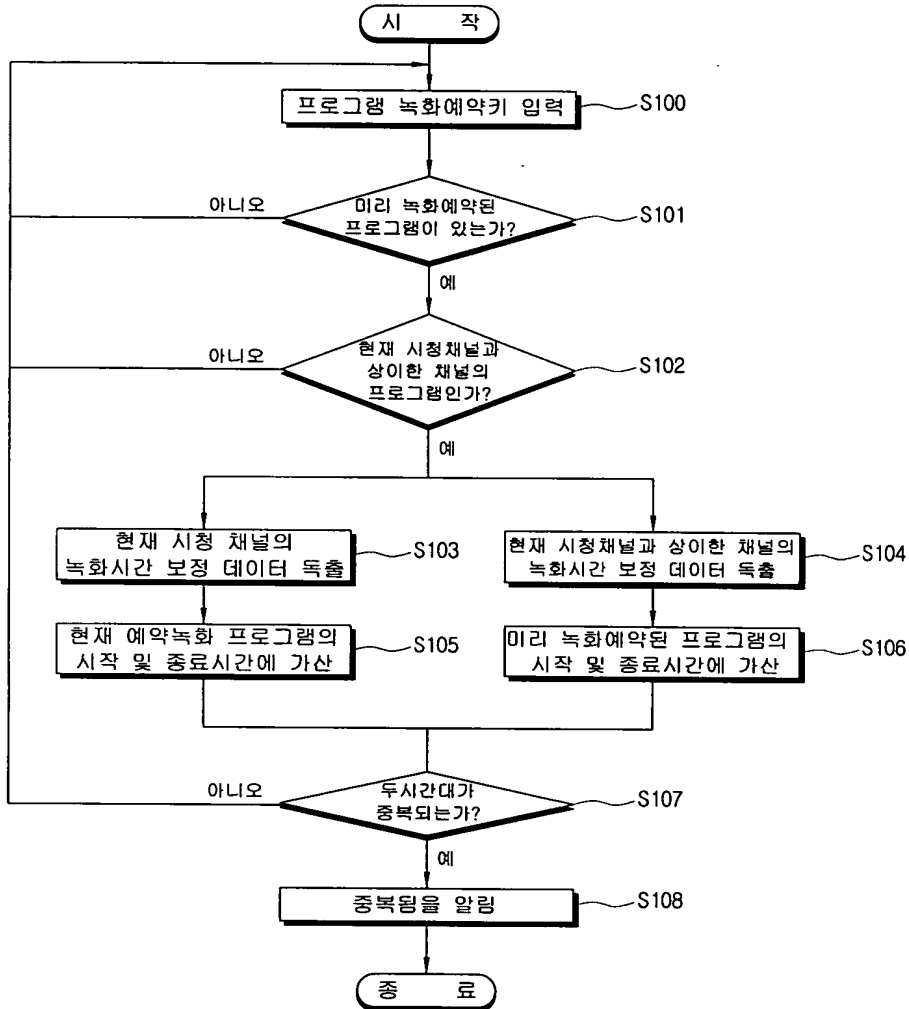 시 작
프로그램 녹화예약키 입력
S100
미리 녹화예약된
프로그램이 있는가?
S101
아니오
예
현재 시청채널과
상이한 채널의
프로그램인가?
S102
아니오
예
현재 시청 채널의
녹화시간 보정 데이터 독출
S103
현재 시청채널과 상이한 채널의
녹화시간 보정 데이터 독출
S104
현재 예약녹화 프로그램의
시작 및 종료시간에 가산
S105
미리 녹화예약된 프로그램의
시작 및 종료시간에 가산
S106
두시간대가
중복되는가?
S107
아니오
예
중복됨을 알림
S108
종 료